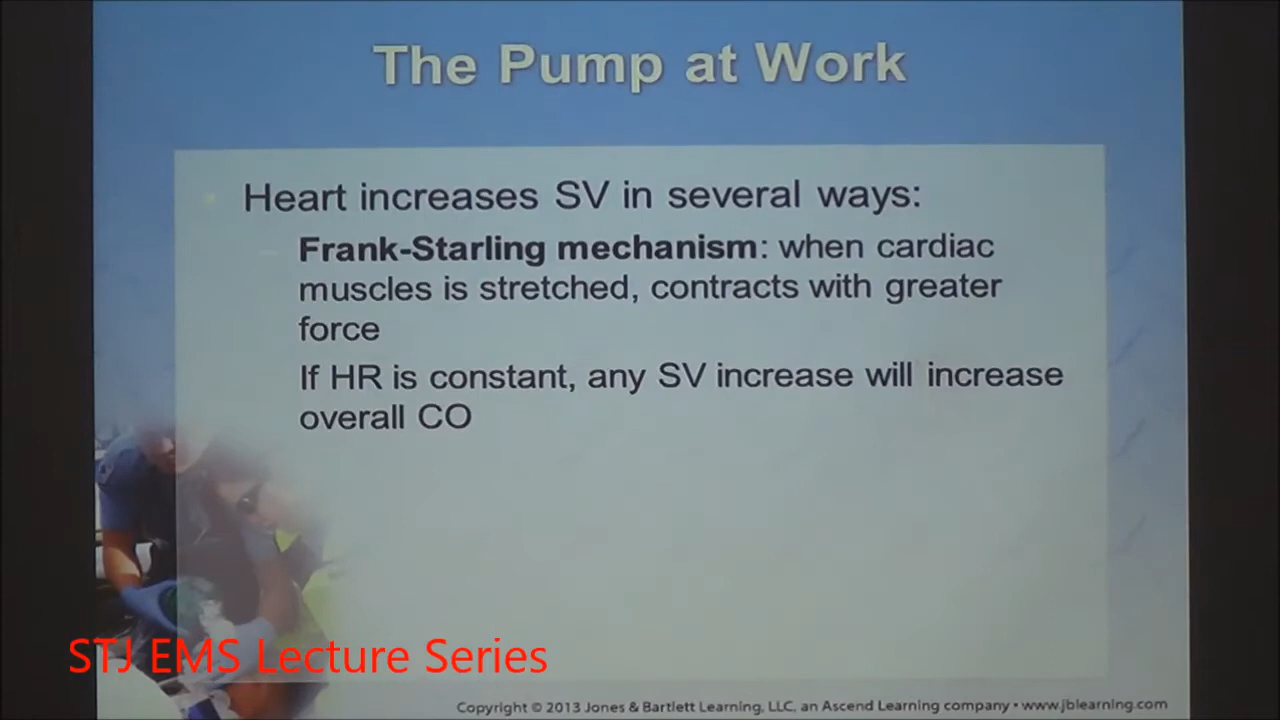 The Pump at Work
Heart increases SV in several ways:
Frank-Starling mechanism: when cardiac
muscles is stretched, contracts with greater
force
If HR is constant, any SV increase will increase
overall CO
STJ EMS Lecture Series
Copyright © 2013 Jones & Bartlett Learning, LLC, an Ascend Learning company • www.jblearning.com